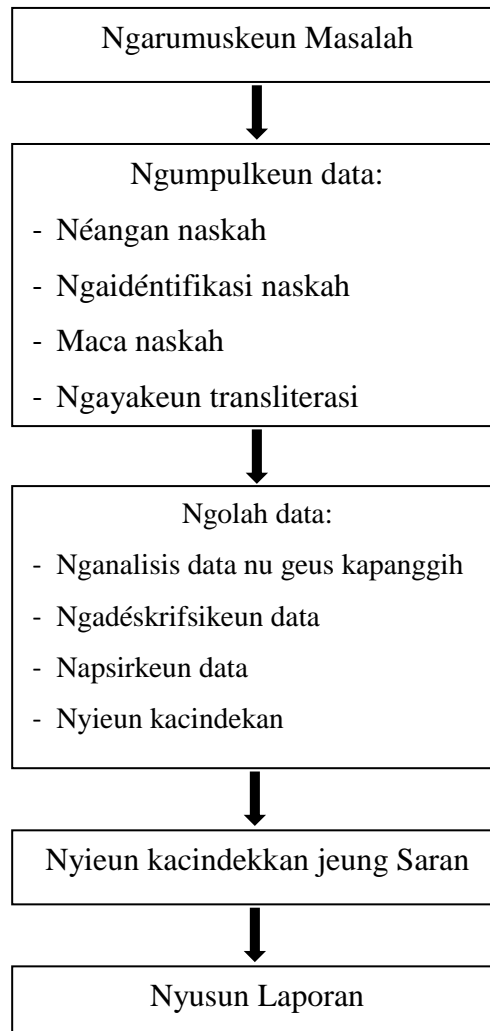 Ngarumuskeun Masalah
Ngumpulkeun data:
- Néangan naskah
- Ngaidéntifikasi naskah
- Maca naskah
- Ngayakeun transliterasi
Ngolah data:
- Nganalisis data nu geus kapanggih
- Ngadéskrifsikeun data
- Napsirkeun data
- Nyieun kacindekan
Nyieun kacindekkan jeung Saran
Nyusun Laporan